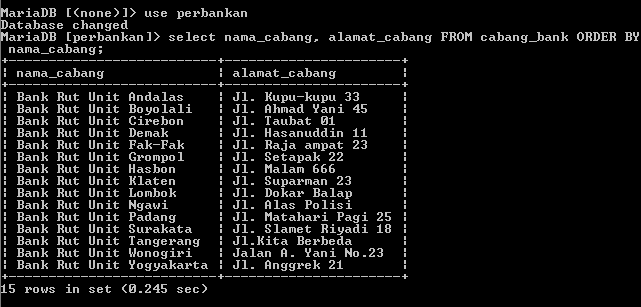 MariaDB [(none)]> use perbankan
Database changed
MariaDB [perbankan]> select nama_cabang, alamat_cabang FROM cabang_bank ORDER BY
 nama_cabang;
+--------------------------+----------------------+
| nama_cabang              | alamat_cabang        |
+--------------------------+----------------------+
| Bank Rut Unit Andalas    | Jl. Kupu-kupu 33     |
| Bank Rut Unit Boyolali   | Jl. Ahmad Yani 45    |
| Bank Rut Unit Cirebon    | Jl. Taubat 01        |
| Bank Rut Unit Demak      | Jl. Hasanuddin 11    |
| Bank Rut Unit Fak-Fak    | Jl. Raja ampat 23    |
| Bank Rut Unit Grompol    | Jl. Setapak 22       |
| Bank Rut Unit Hasbon     | Jl. Malam 666        |
| Bank Rut Unit Klaten     | Jl. Suparman 23      |
| Bank Rut Unit Lombok     | Jl. Dokar Balap      |
| Bank Rut Unit Ngawi      | Jl. Alas Polisi      |
| Bank Rut Unit Padang     | Jl. Matahari Pagi 25 |
| Bank Rut Unit Surakata   | Jl. Slamet Riyadi 18 |
| Bank Rut Unit Tangerang  | Jl.Kita Berbeda      |
| Bank Rut Unit Wonogiri   | Jalan A. Yani No.23  |
| Bank Rut Unit Yogyakarta | Jl. Anggrek 21       |
+--------------------------+----------------------+
15 rows in set (0.245 sec)